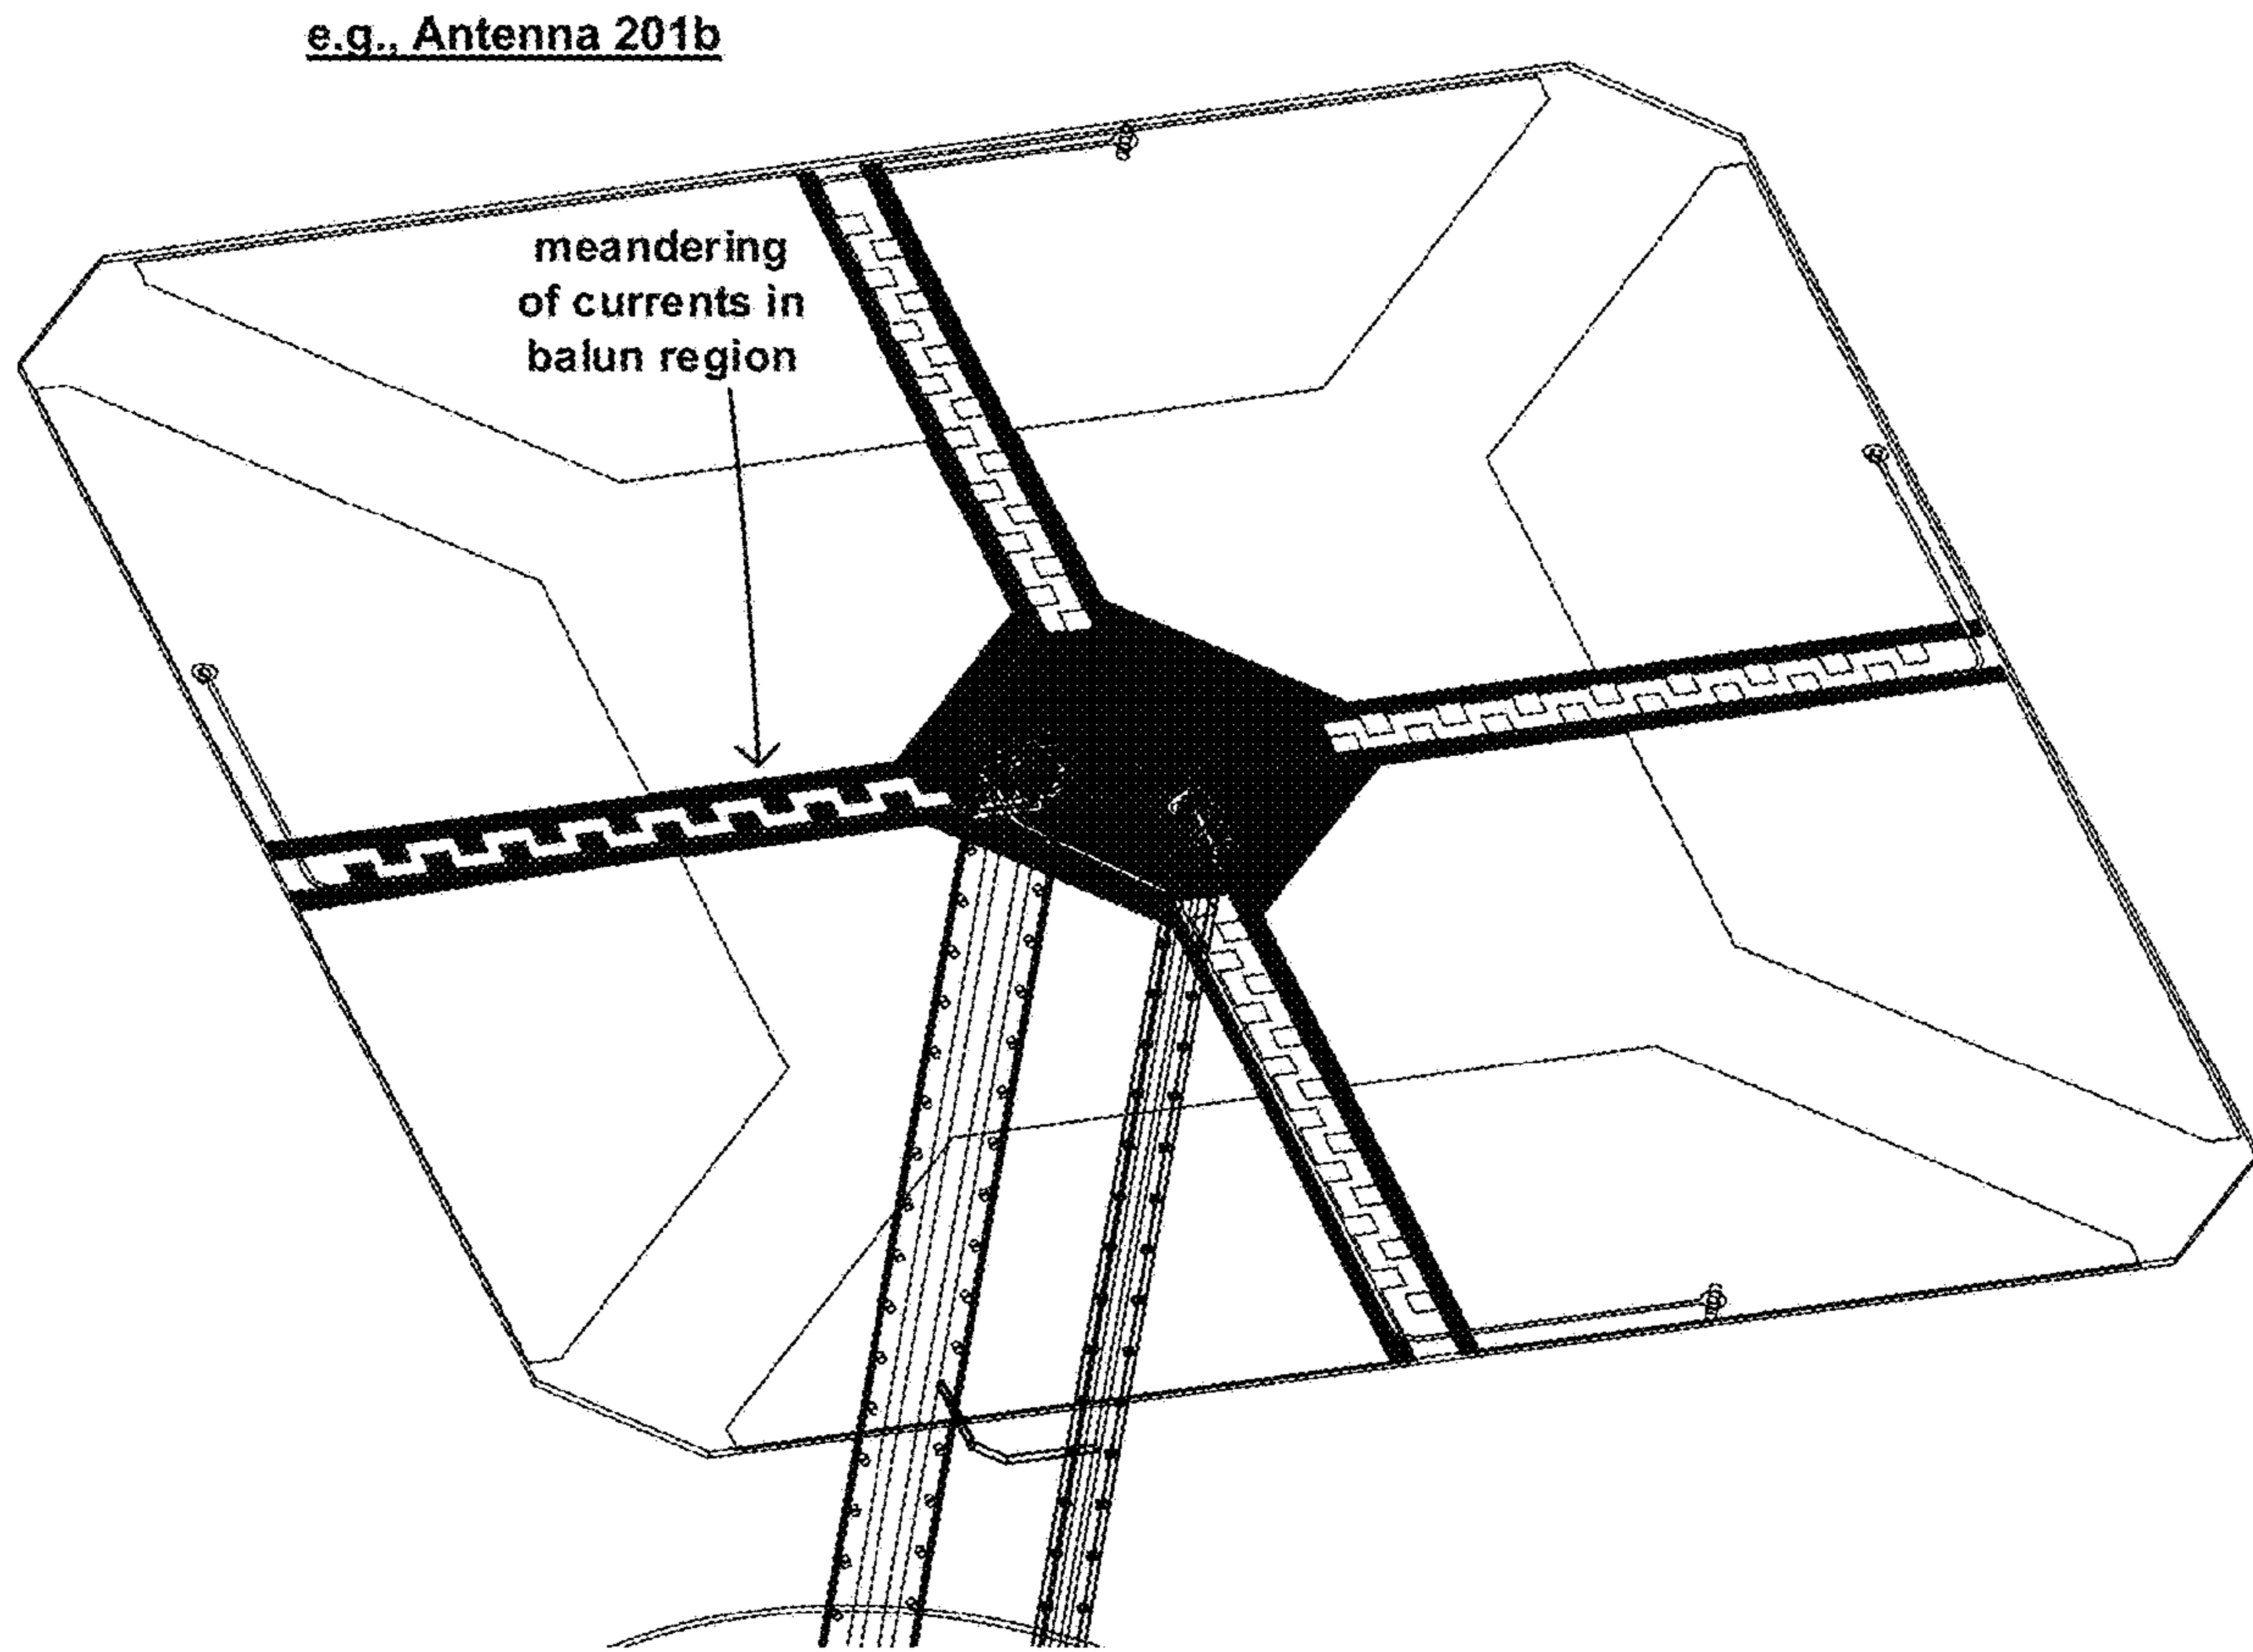 e.g., Antenna 201b
meandering
of currents in
balun region